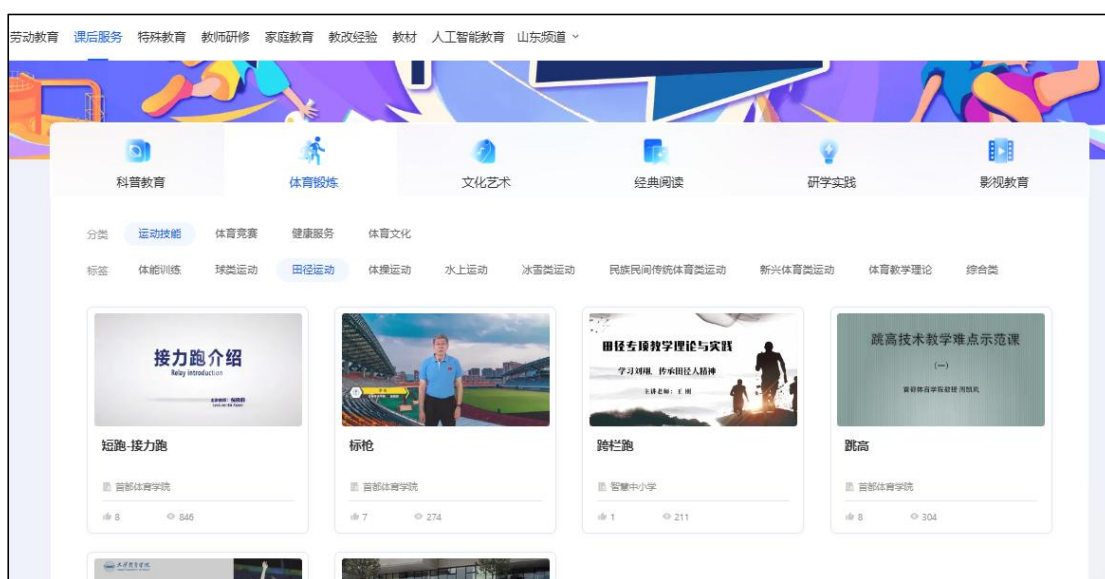 劳动教育 课后服务 特殊教育 教师研修 家庭教育 教改经验 教材 人工智能教育 山东频道
科普教育 体育锻炼 文化艺术 经典阅读 研学实践 影视教育
分类 运动技能 体育竞赛 健康服务 体育文化
标签 体能训练 球类运动 田径运动 体操运动 水上运动 冰雪类运动 民族民间传统体育类运动 新兴体育类运动 体育教学理论 综合类
接力跑介绍
Relay introduction
田径专项教学理论与实践
学习刘翔, 传承田径人精神
主讲老师：王刚
跳高技术教学难点示范课
(一)
短跑-接力跑 标枪 跨栏跑 跳高
首都体育学院 首都体育学院 智慧中小学 首都体育学院
8 846 7 274 1 211 8 304